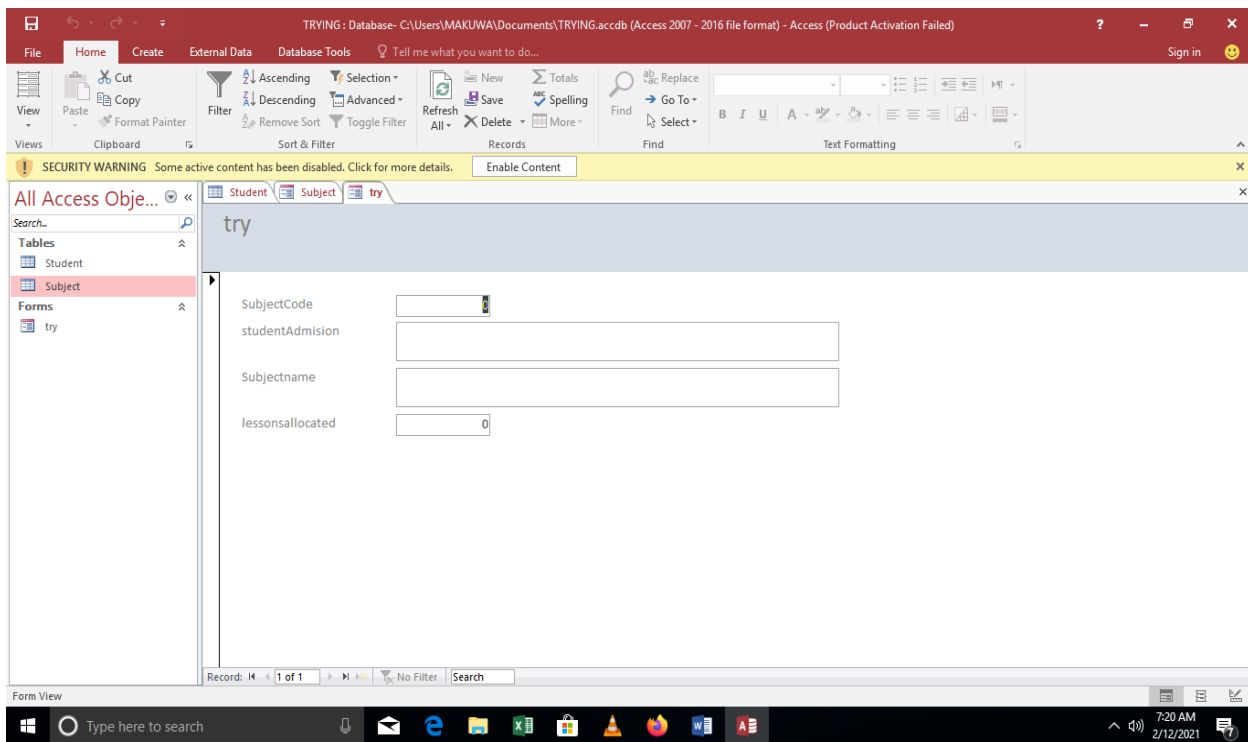 TRYING : Database- C:\Users\MAKUWA\Documents\TRYING.accdb (Access 2007 - 2016 file format) - Access (Product Activation Failed)
?
File Home Create External Data Database Tools Tell me what you want to do... Sign in
View
Views
Paste
Cut
Copy
Format Painter
Clipboard
Filter
Ascending
Descending
Remove Sort
Selection
Advanced
Toggle Filter
Sort & Filter
Refresh
All
New
Save
Delete
Totals
Spelling
More
Records
Find
Replace
Go To
Select
Find
B I U A
Text Formatting
SECURITY WARNING Some active content has been disabled. Click for more details. Enable Content
All Access Obje...
Search...
Tables
Student
Subject
Forms
try
Student Subject try
try
SubjectCode 0
studentAdmision
Subjectname
lessonsallocated 0
Record: 1 of 1 No Filter Search
Form View
Type here to search
7:20 AM
2/12/2021
7